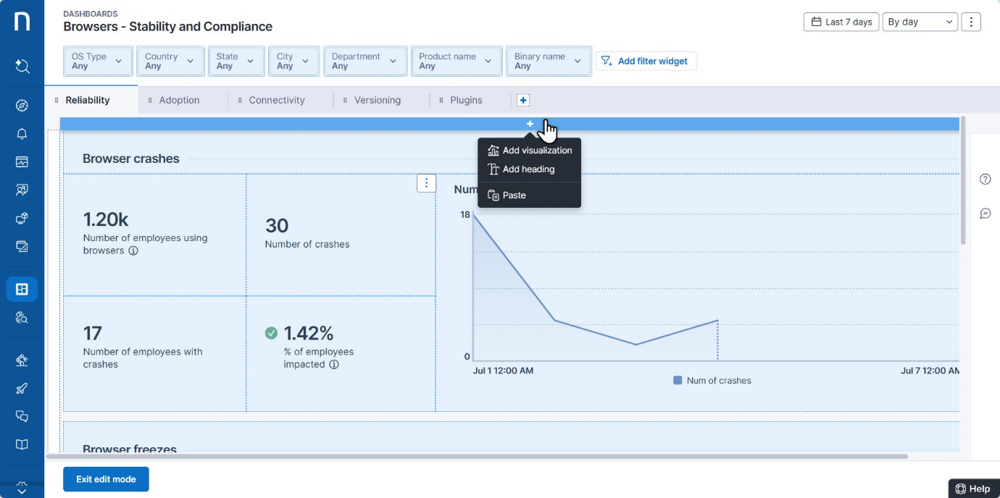 DASHBOARDS
Browsers - Stability and Compliance
Last 7 days
By day
OS Type
Any
Country
Any
State
Any
City
Any
Department
Any
Product name
Any
Binary name
Any
Add filter widget
Reliability
Adoption
Connectivity
Versioning
Plugins
Add visualization
Add heading
Paste
Browser crashes
1.20k
Number of employees using
browsers
30
Number of crashes
17
Number of employees with
crashes
1.42%
% of employees
impacted
Num
18
0
Jul 1 12:00 AM
Jul 7 12:00 AM
Num of crashes
Browser freezes
Exit edit mode
Help